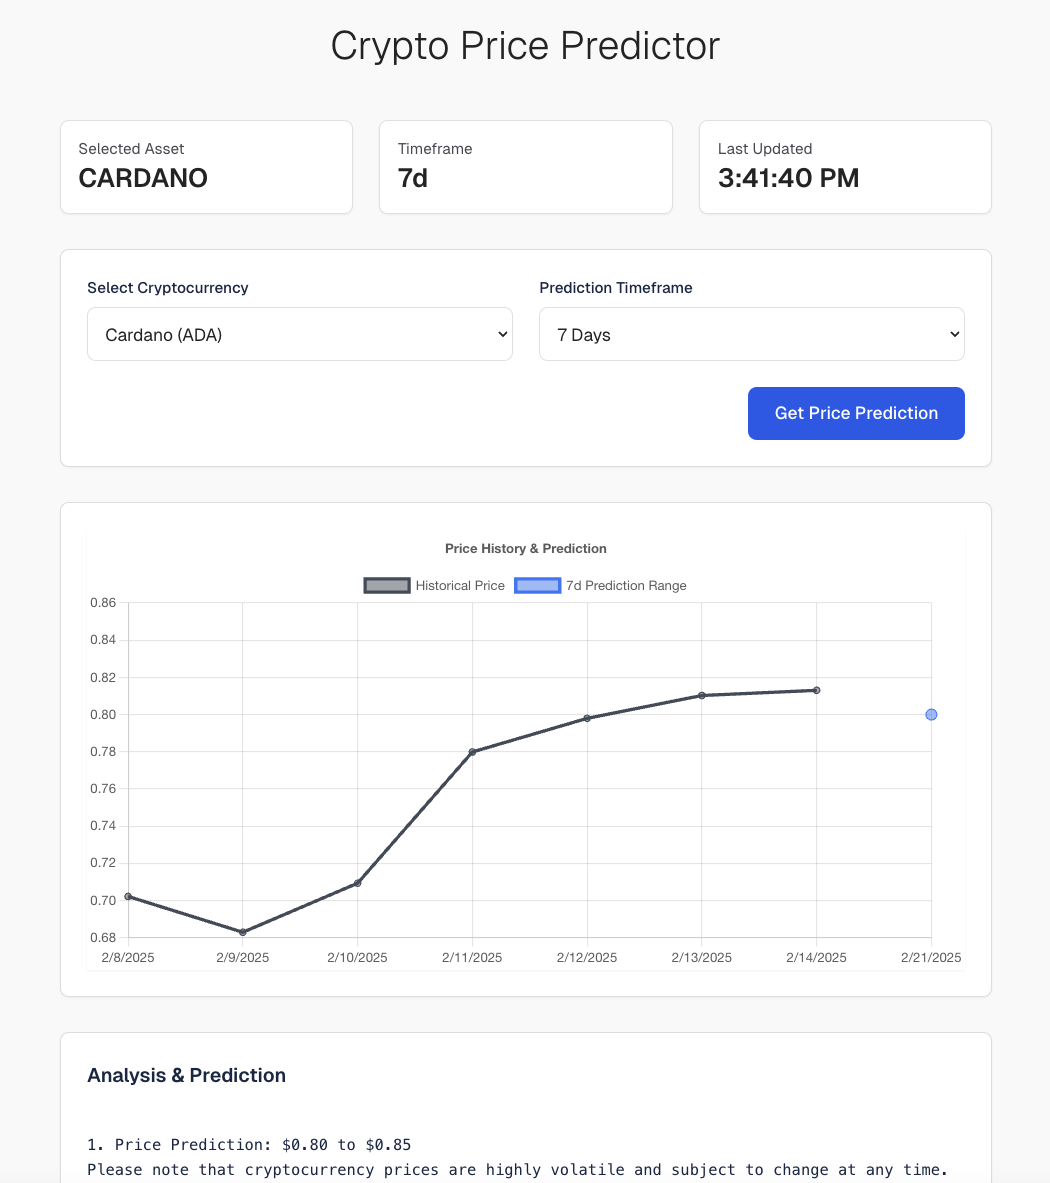 Crypto Price Predictor
Selected Asset
CARDANO
Timeframe
7d
Last Updated
3:41:40 PM
Select Cryptocurrency
Cardano (ADA)
Prediction Timeframe
7 Days
Get Price Prediction
Price History & Prediction
Historical Price
7d Prediction Range
0.86
0.84
0.82
0.80
0.78
0.76
0.74
0.72
0.70
0.68
2/8/2025
2/9/2025
2/10/2025
2/11/2025
2/12/2025
2/13/2025
2/14/2025
2/21/2025
Analysis & Prediction
1. Price Prediction: $0.80 to $0.85
Please note that cryptocurrency prices are highly volatile and subject to change at any time.